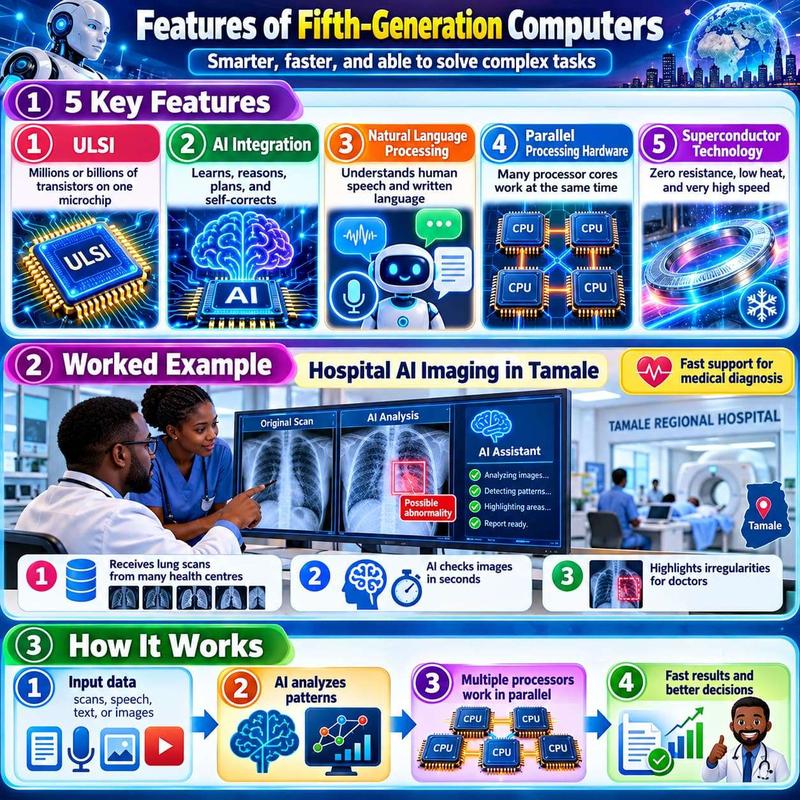 Features of Fifth-Generation Computers
Smarter, faster, and able to solve complex tasks
1 5 Key Features
1 ULSI
Millions or billions of
transistors on one
microchip
ULSI
2 AI Integration
Learns, reasons,
plans, and
self-corrects
AI
3 Natural Language
Processing
Understands human
speech and written
language
4 Parallel
Processing Hardware
Many processor cores
work at the same time
CPU
CPU
CPU
CPU
5 Superconductor
Technology
Zero resistance, low heat,
and very high speed
2 Worked Example
Hospital AI Imaging in Tamale
Fast support for
medical diagnosis
Original Scan
AI Analysis
Possible
abnormality
AI Assistant
Analyzing images...
Detecting patterns...
Highlighting areas...
Report ready.
TAMALE REGIONAL HOSPITAL
Tamale
1 Receives lung scans
from many health centres
2 AI checks images
in seconds
3 Highlights irregularities
for doctors
3 How It Works
1 Input data
scans, speech,
text, or images
2 AI analyzes
patterns
3 Multiple processors
work in parallel
CPU
CPU
CPU
CPU
CPU
4 Fast results and
better decisions